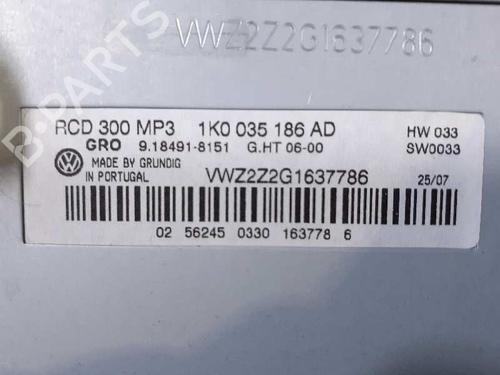 VWZ2Z2G1637786
RCD 300 MP3 1K0 035 186 AD HW 033
GRO 9.18491-8151 G.HT 06-00 SW0033
MADE BY GRUNDIG
IN PORTUGAL VWZ2Z2G1637786 25/07
02 56245 0330 163778 6